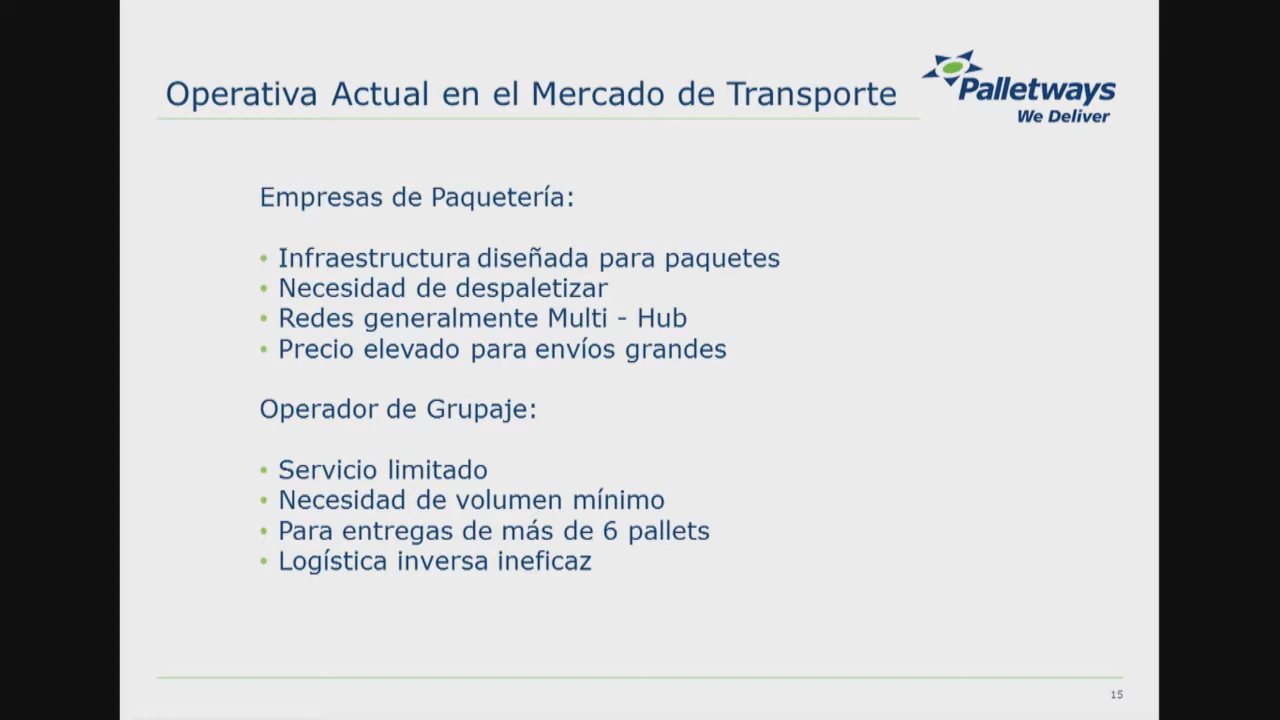 Operativa Actual en el Mercado de Transporte
Palletways
We Deliver
Empresas de Paquetería:
• Infraestructura diseñada para paquetes
• Necesidad de despaletizar
• Redes generalmente Multi - Hub
• Precio elevado para envíos grandes
Operador de Grupaje:
• Servicio limitado
• Necesidad de volumen mínimo
• Para entregas de más de 6 pallets
• Logística inversa ineficaz
15